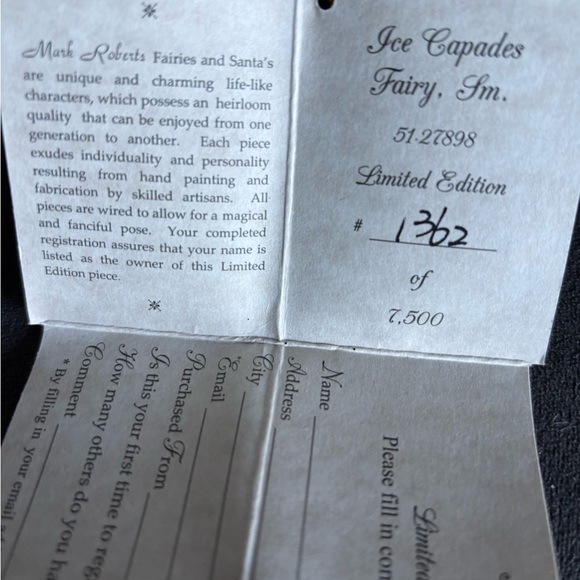 Mark Roberts Fairies and Santa's
are unique and charming life-like
characters, which possess an heirloom
quality that can be enjoyed from one
generation to another. Each piece
exudes individuality and personality
resulting from hand painting and
fabrication by skilled artisans. All
pieces are wired to allow for a magical
and fanciful pose. Your completed
registration assures that your name is
listed as the owner of this Limited
Edition piece.
Ice Capades
Fairy, Sm.
51-27898
Limited Edition
# 1362
of
7,500
Limited
Please fill in
Name
Address
City
*Email
Purchased From
Is this your first time to
How many others do you
Comment
* By filling in your email